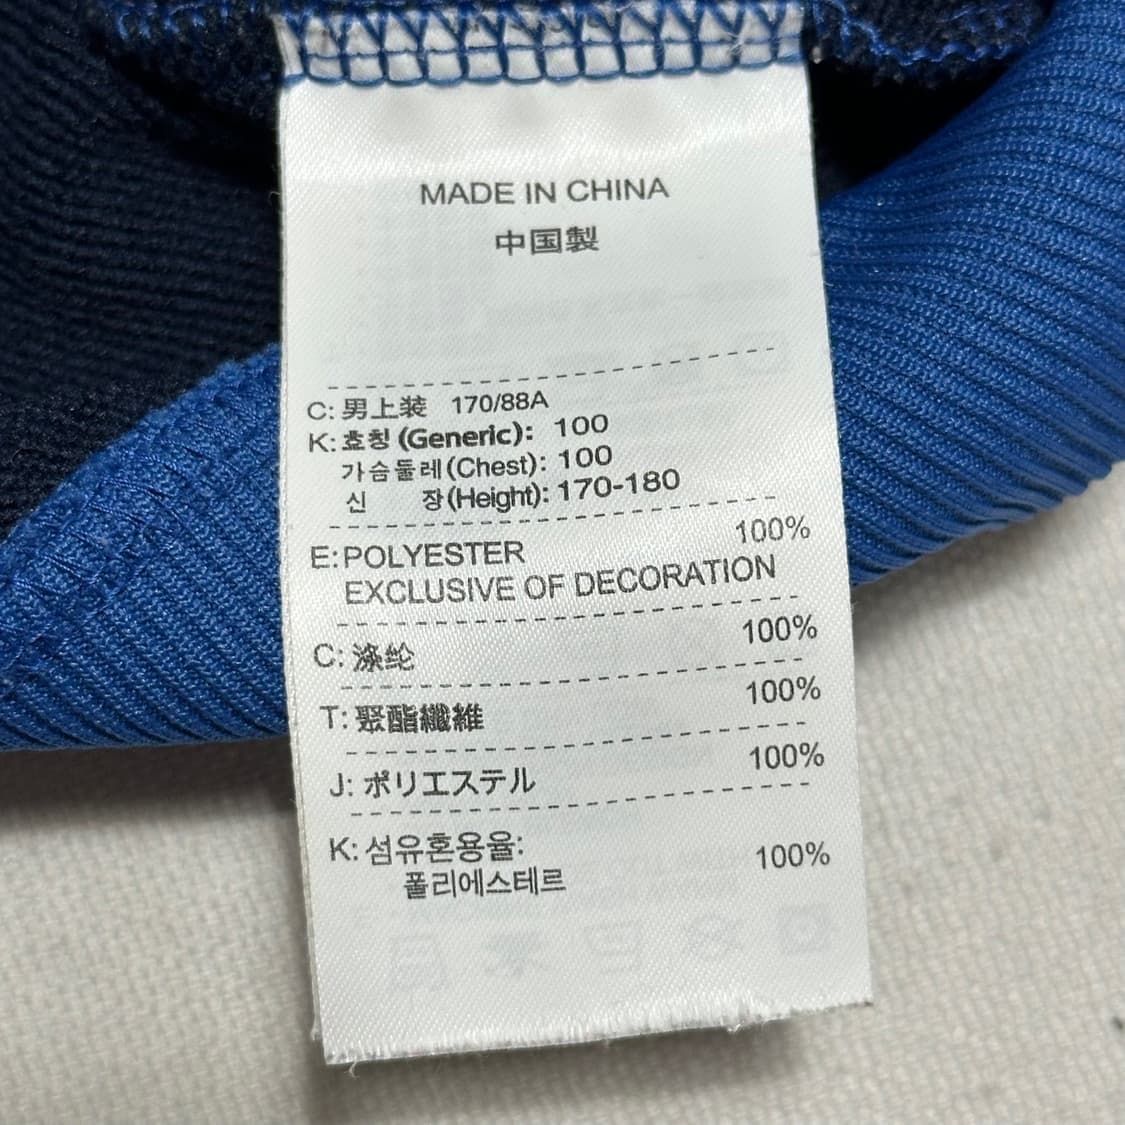 MADE IN CHINA
中国製
C: 男上装 170/88A
K: 호칭 (Generic): 100
가슴둘레(Chest): 100
신 장(Height): 170-180
E: POLYESTER 100%
EXCLUSIVE OF DECORATION
C: 涤纶 100%
T: 聚酯纖維 100%
J: ポリエステル 100%
K: 섬유혼용율:
폴리에스테르 100%